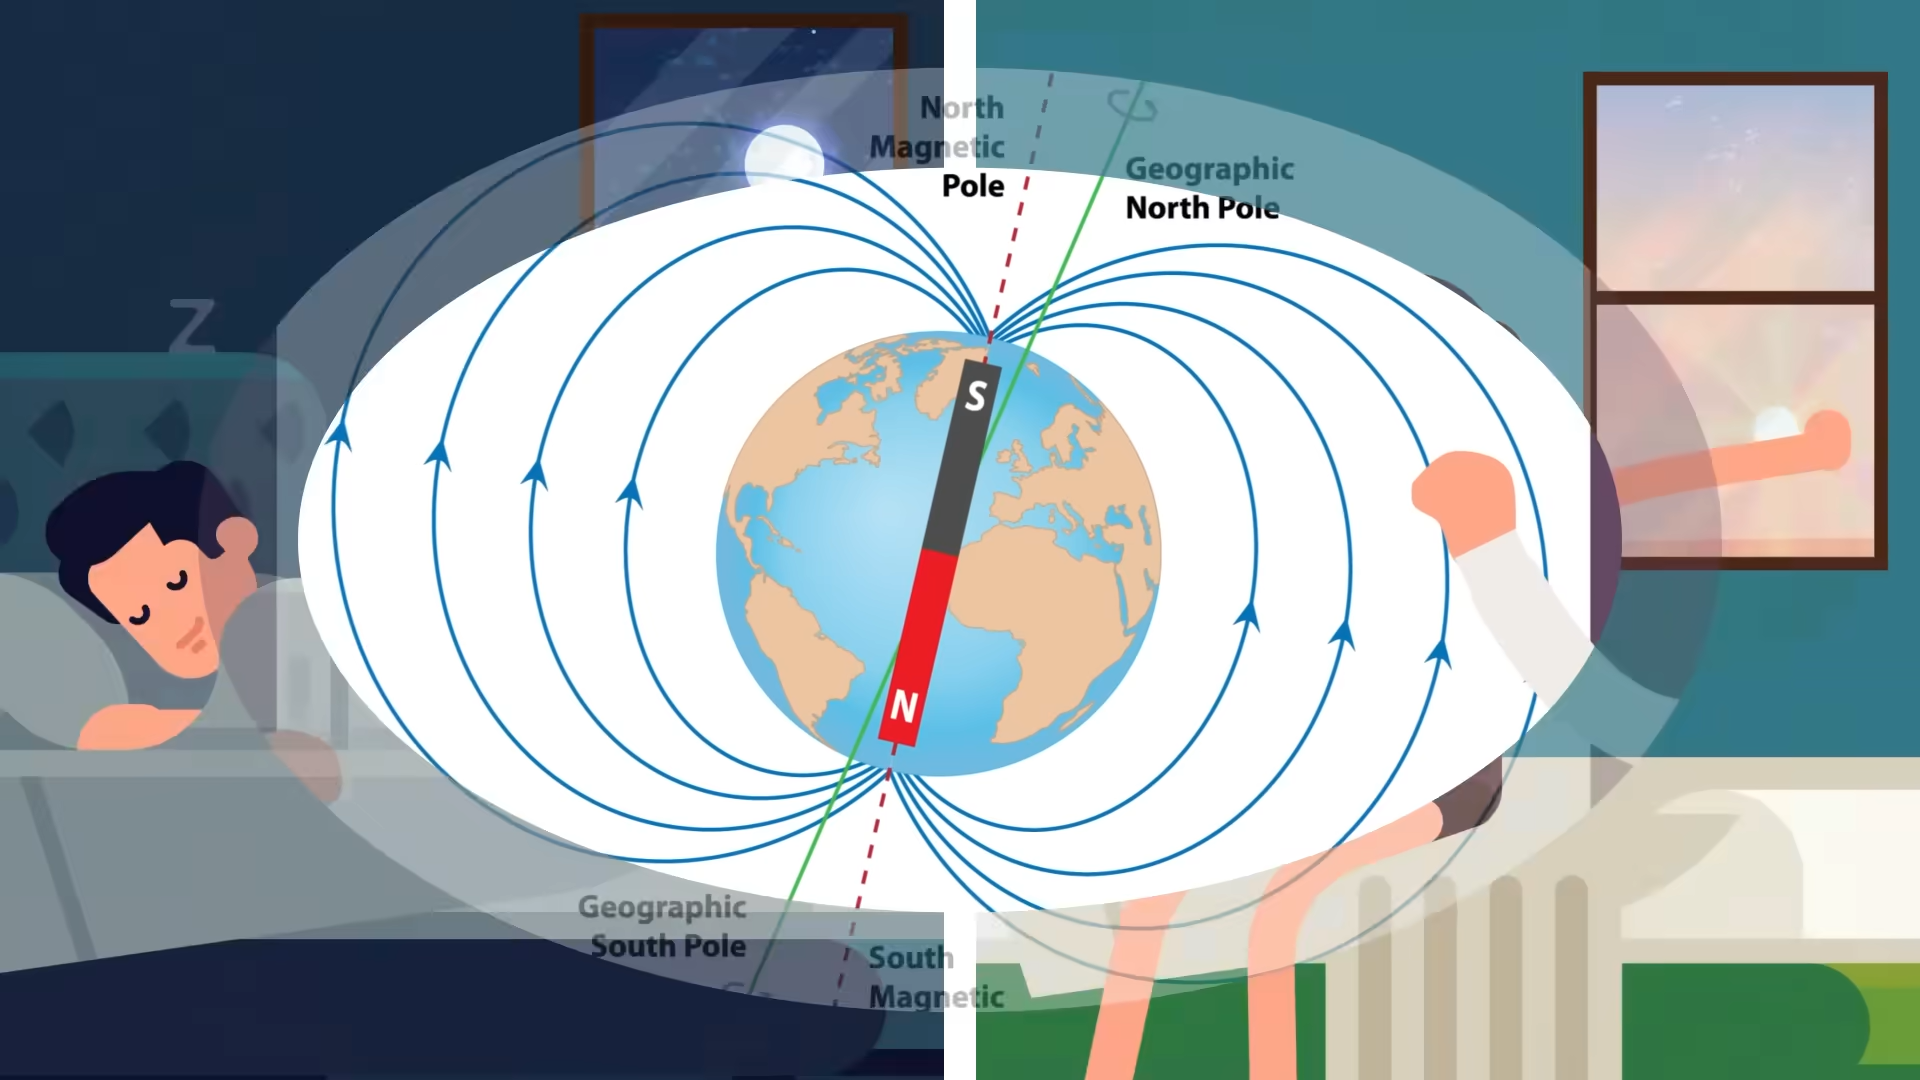 North
Magnetic
Pole
Geographic
North Pole
Z
S
N
Geographic
South Pole
South
Magnetic